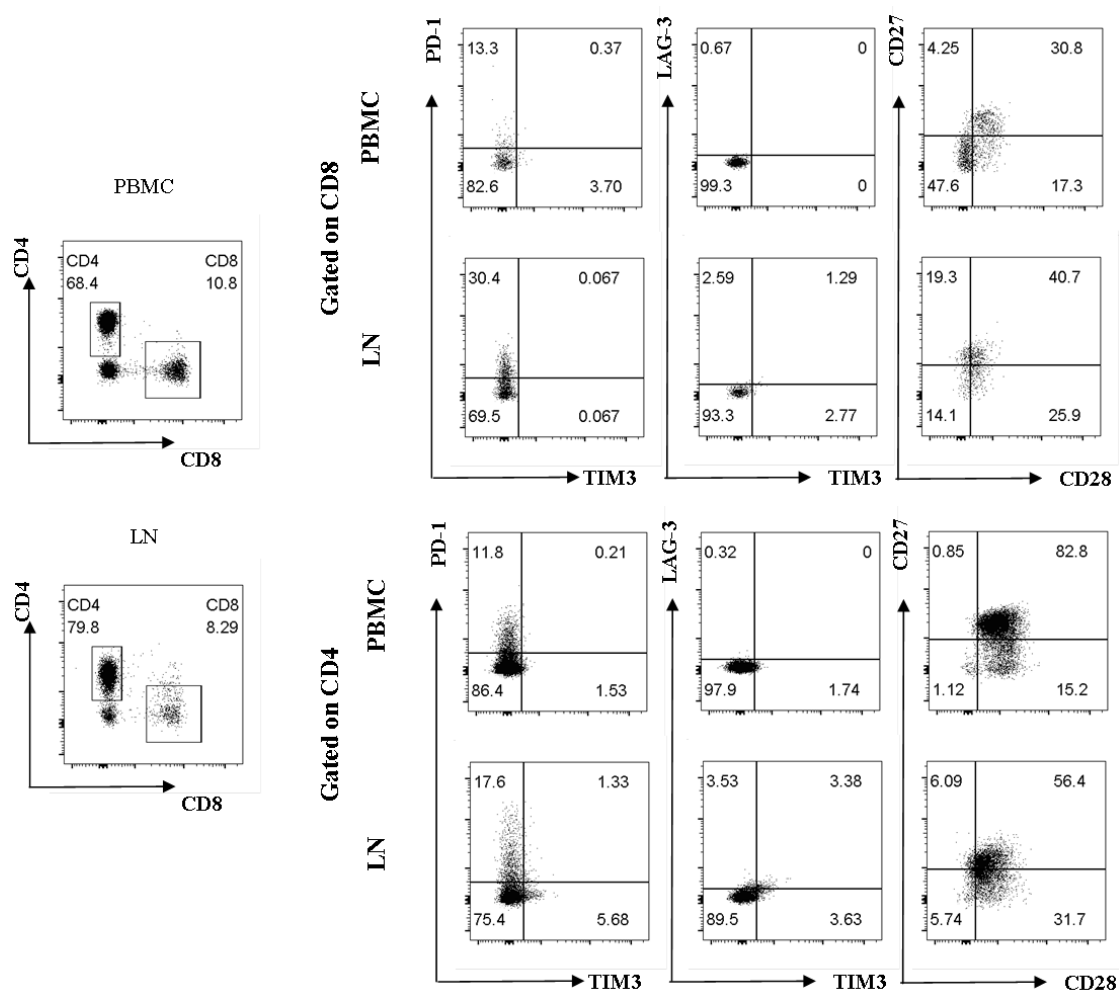 PBMC
CD4
CD4
68.4
CD8
10.8
CD8
LN
CD4
CD4
79.8
CD8
8.29
CD8
Gated on CD8
PBMC
PD-1
13.3 0.37
82.6 3.70
LAG-3
0.67 0
99.3 0
CD27
4.25 30.8
47.6 17.3
LN
30.4 0.067
69.5 0.067
TIM3
2.59 1.29
93.3 2.77
TIM3
19.3 40.7
14.1 25.9
CD28
Gated on CD4
PBMC
PD-1
11.8 0.21
86.4 1.53
LAG-3
0.32 0
97.9 1.74
CD27
0.85 82.8
1.12 15.2
LN
17.6 1.33
75.4 5.68
TIM3
3.53 3.38
89.5 3.63
TIM3
6.09 56.4
5.74 31.7
CD28